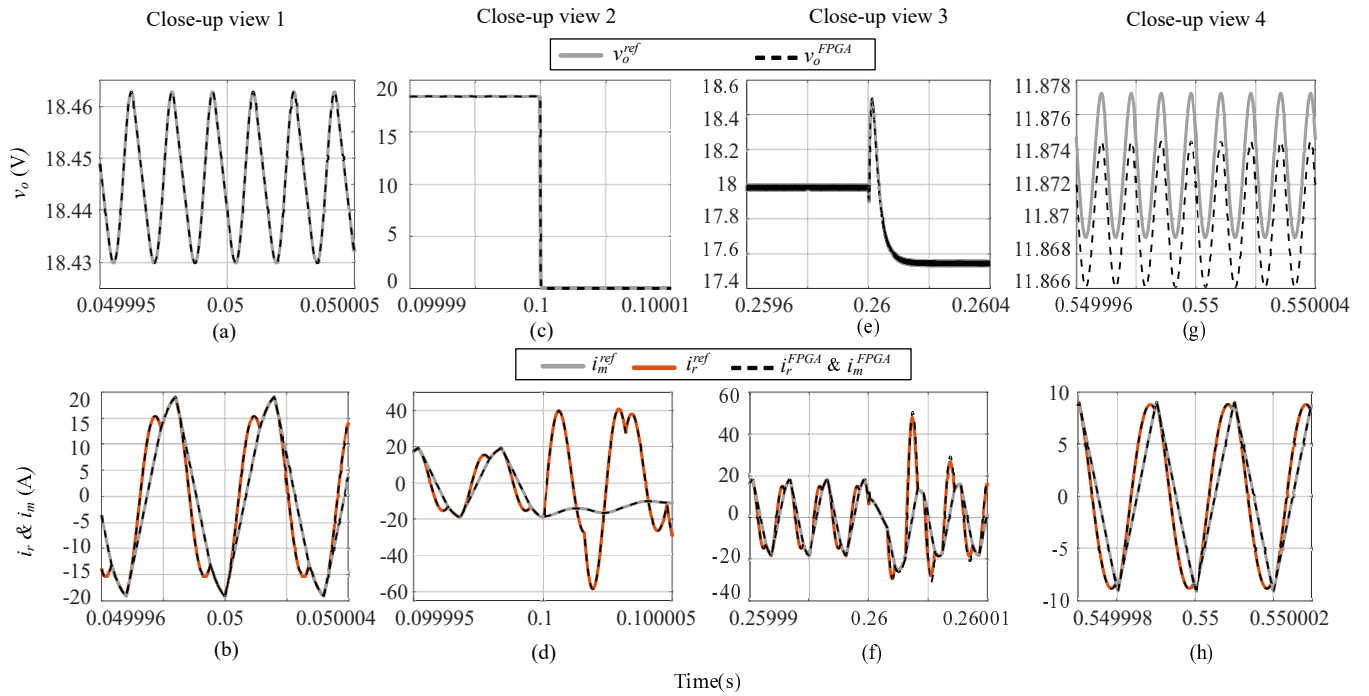 Close-up view 1
Close-up view 2
Close-up view 3
Close-up view 4
v_o^{ref} v_o^{FPGA}
v_o (V)
18.46
18.45
18.44
18.43
0.049995 0.05 0.050005
(a)
20
15
10
5
0
0.09999 0.1 0.10001
(c)
18.6
18.4
18.2
18
17.8
17.6
17.4
0.2596 0.26 0.2604
(e)
11.878
11.876
11.874
11.872
11.87
11.868
11.866
0.549996 0.55 0.550004
(g)
i_m^{ref} i_r^{ref} i_r^{FPGA} & i_m^{FPGA}
i_r & i_m (A)
20
15
10
5
0
-5
-10
-15
-20
0.049996 0.05 0.050004
(b)
40
20
0
-20
-40
-60
0.099995 0.1 0.100005
(d)
60
40
20
0
-20
-40
0.25999 0.26 0.26001
(f)
10
5
0
-5
-10
0.549998 0.55 0.550002
(h)
Time(s)